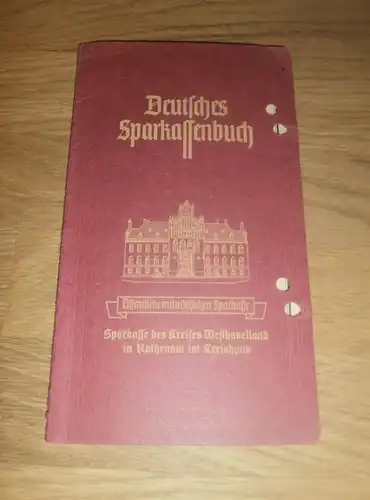 Deutsches
Sparkassenbuch
Öffentliche mündelsichere Sparkasse
Sparkasse des Kreises Westhavelland
in Rathenow im Kreishaus